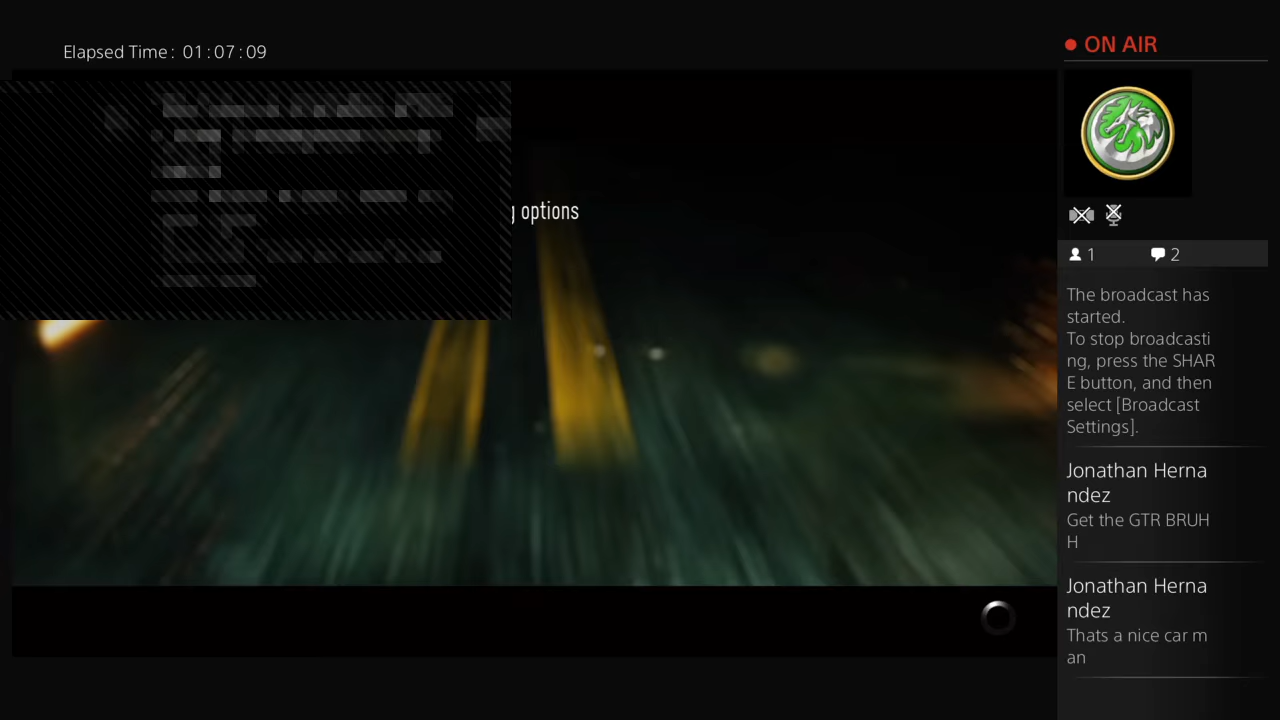 Elapsed Time: 01:07:09
ON AIR
options
1
2
The broadcast has
started.
To stop broadcasti
ng, press the SHAR
E button, and then
select [Broadcast
Settings].
Jonathan Herna
ndez
Get the GTR BRUH
H
Jonathan Herna
ndez
Thats a nice car m
an